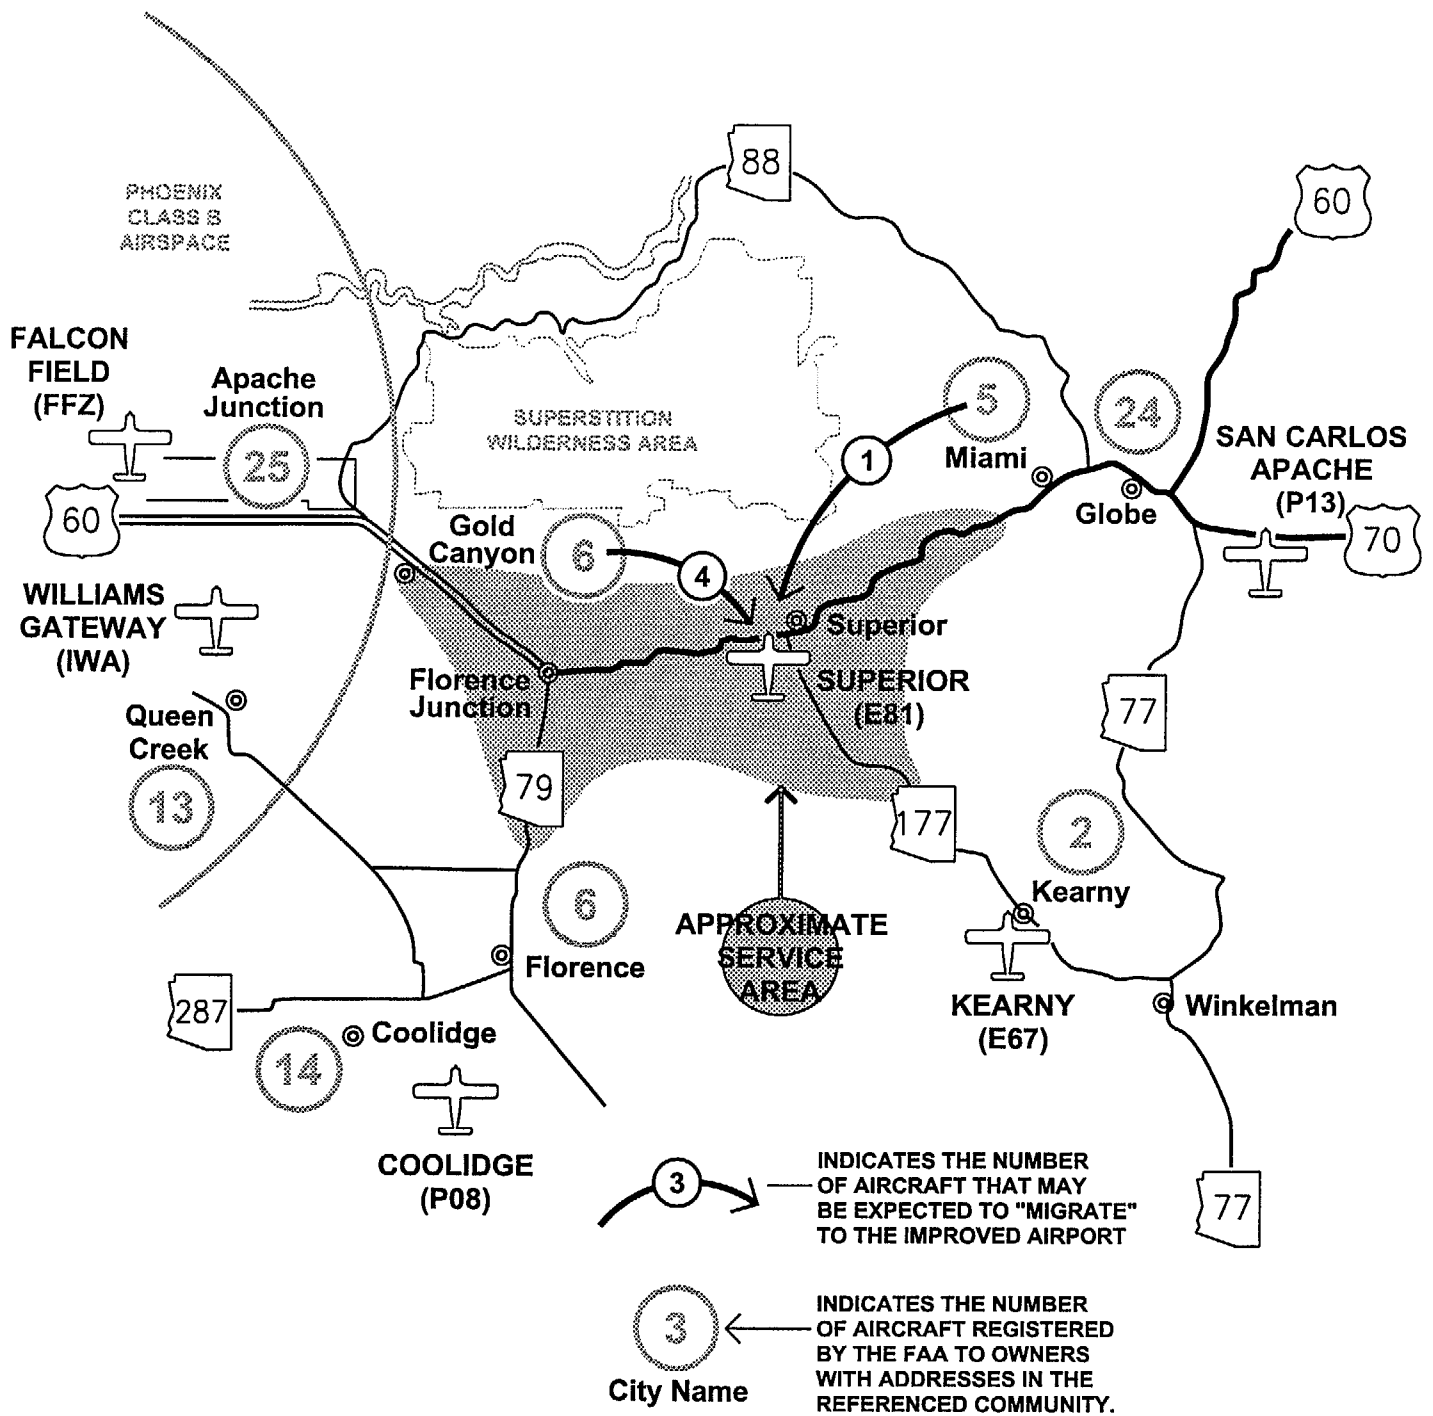 88
60
PHOENIX
CLASS B
AIRSPACE
FALCON
FIELD
(FFZ)
Apache
Junction
25
60
SUPERSTITION
WILDERNESS AREA
5
Miami
1
24
Globe
SAN CARLOS
APACHE
(P13)
70
Gold
Canyon
6
4
WILLIAMS
GATEWAY
(IWA)
Superior
SUPERIOR
(E81)
Florence
Junction
Queen
Creek
13
79
77
177
2
Kearny
6
Florence
APPROXIMATE
SERVICE
AREA
KEARNY
(E67)
Winkelman
287
Coolidge
14
COOLIDGE
(P08)
77
3
INDICATES THE NUMBER
OF AIRCRAFT THAT MAY
BE EXPECTED TO "MIGRATE"
TO THE IMPROVED AIRPORT
3
City Name
INDICATES THE NUMBER
OF AIRCRAFT REGISTERED
BY THE FAA TO OWNERS
WITH ADDRESSES IN THE
REFERENCED COMMUNITY.